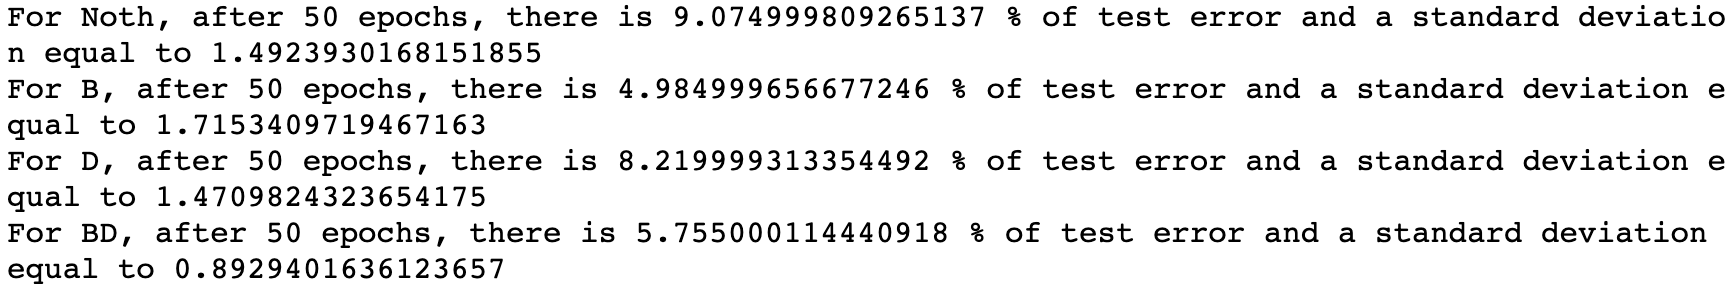 For Noth, after 50 epochs, there is 9.074999809265137 % of test error and a standard deviatio
n equal to 1.4923930168151855
For B, after 50 epochs, there is 4.984999656677246 % of test error and a standard deviation e
qual to 1.7153409719467163
For D, after 50 epochs, there is 8.219999313354492 % of test error and a standard deviation e
qual to 1.4709824323654175
For BD, after 50 epochs, there is 5.755000114440918 % of test error and a standard deviation
equal to 0.8929401636123657